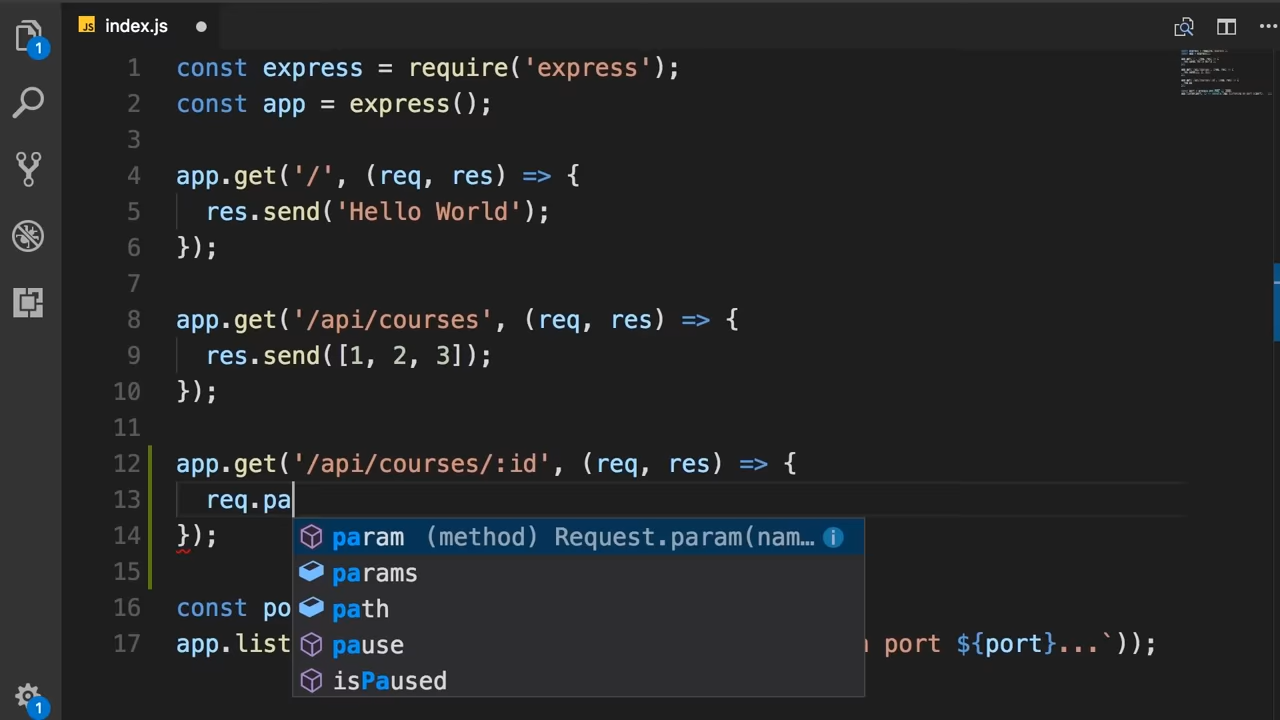 JS index.js
1
1 const express = require('express');
2 const app = express();
3
4 app.get('/', (req, res) => {
5 res.send('Hello World');
6 });
7
8 app.get('/api/courses', (req, res) => {
9 res.send([1, 2, 3]);
10 });
11
12 app.get('/api/courses/:id', (req, res) => {
13 req.pa
14 });
param (method) Request.param(nam…
15
params
16 const po
path
17 app.list
port ${port}...`));
pause
isPaused
1